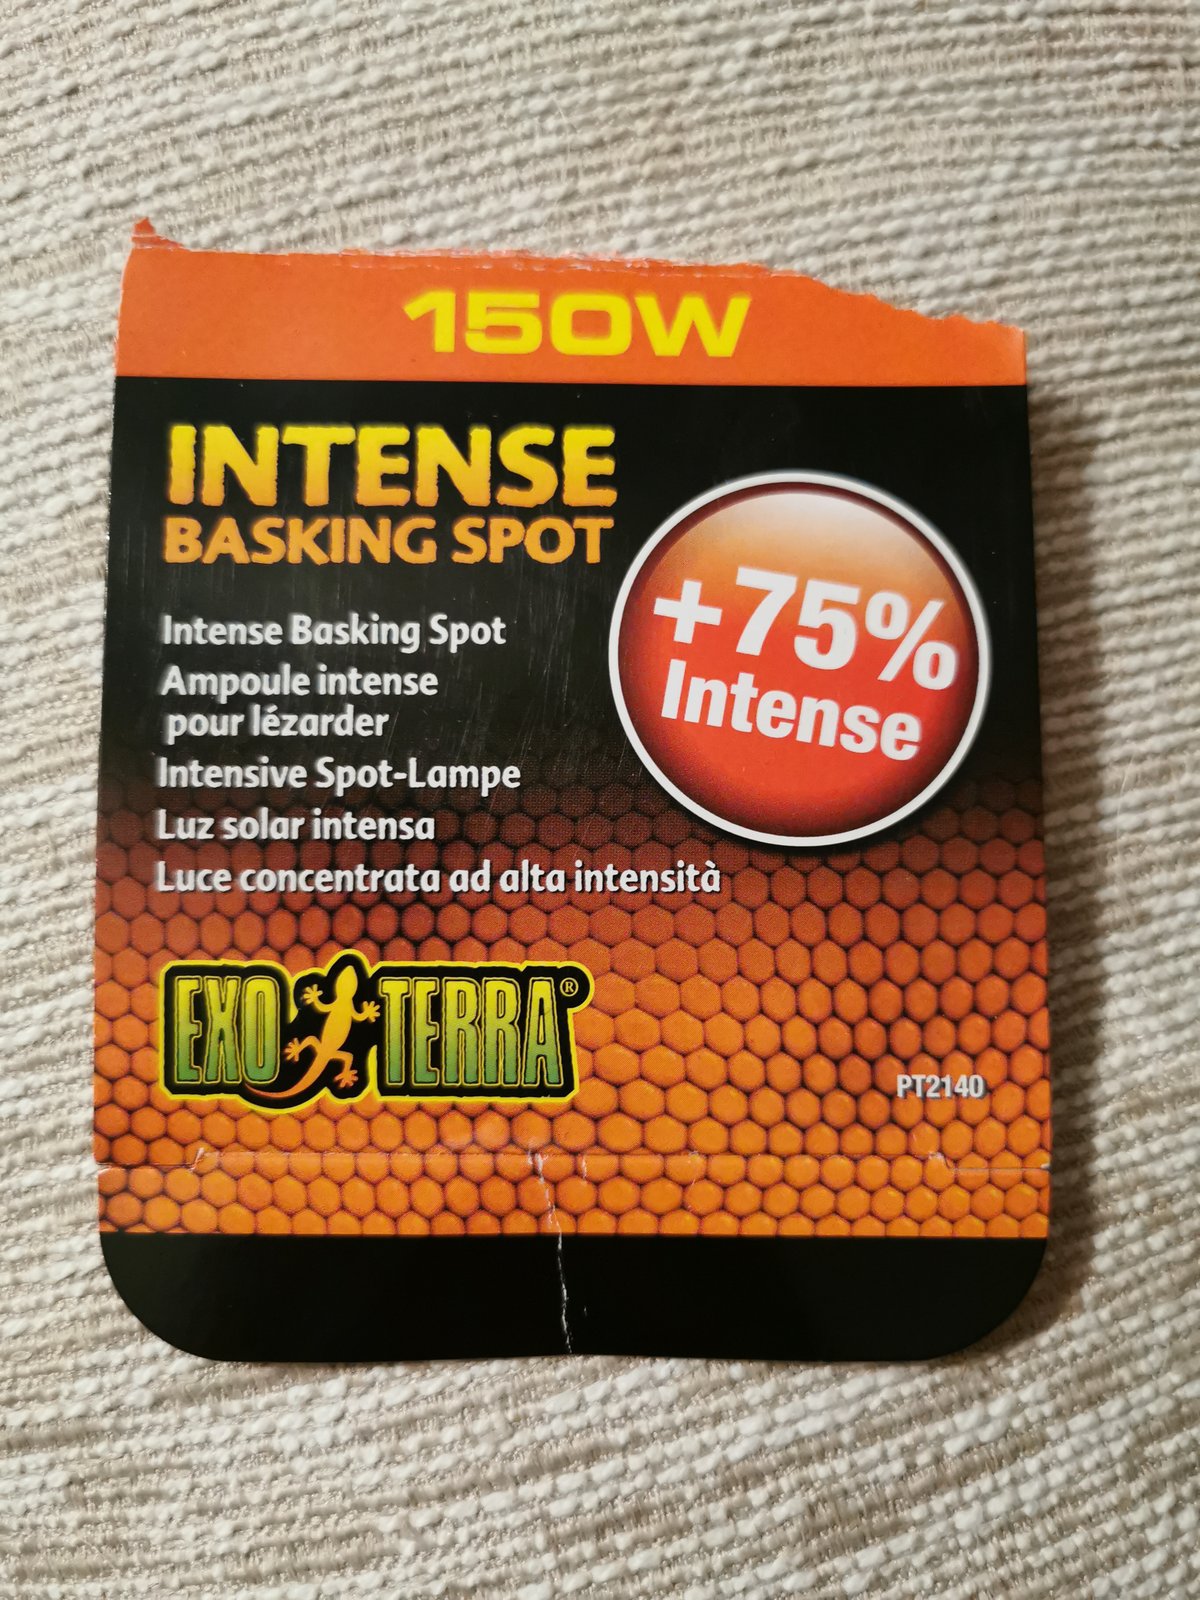 150W
INTENSE
BASKING SPOT
+75%
Intense
Intense Basking Spot
Ampoule intense
pour lézarder
Intensive Spot-Lampe
Luz solar intensa
Luce concentrata ad alta intensità
EXO TERRA®
PT2140